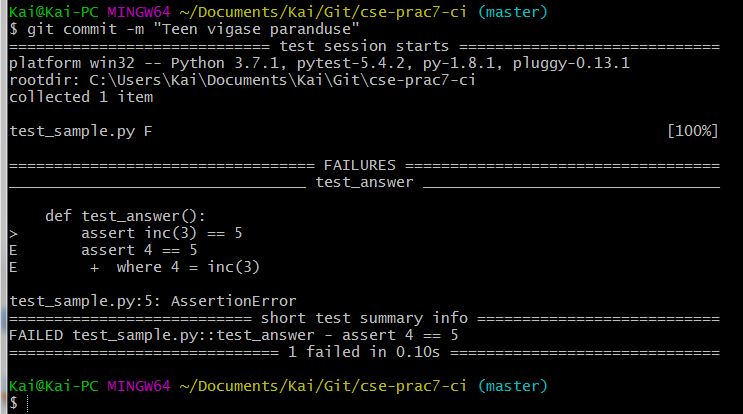 Kai@Kai-PC MINGW64 ~/Documents/Kai/Git/cse-prac7-ci (master)
$ git commit -m "Teen vigase paranduse"
============================= test session starts =============================
platform win32 -- Python 3.7.1, pytest-5.4.2, py-1.8.1, pluggy-0.13.1
rootdir: C:\Users\Kai\Documents\Kai\Git\cse-prac7-ci
collected 1 item

test_sample.py F                                                         [100%]

================================== FAILURES ===================================
_________________________________ test_answer _________________________________

    def test_answer():
>       assert inc(3) == 5
E       assert 4 == 5
E        +  where 4 = inc(3)

test_sample.py:5: AssertionError
=========================== short test summary info ===========================
FAILED test_sample.py::test_answer - assert 4 == 5
============================== 1 failed in 0.10s ==============================

Kai@Kai-PC MINGW64 ~/Documents/Kai/Git/cse-prac7-ci (master)
$